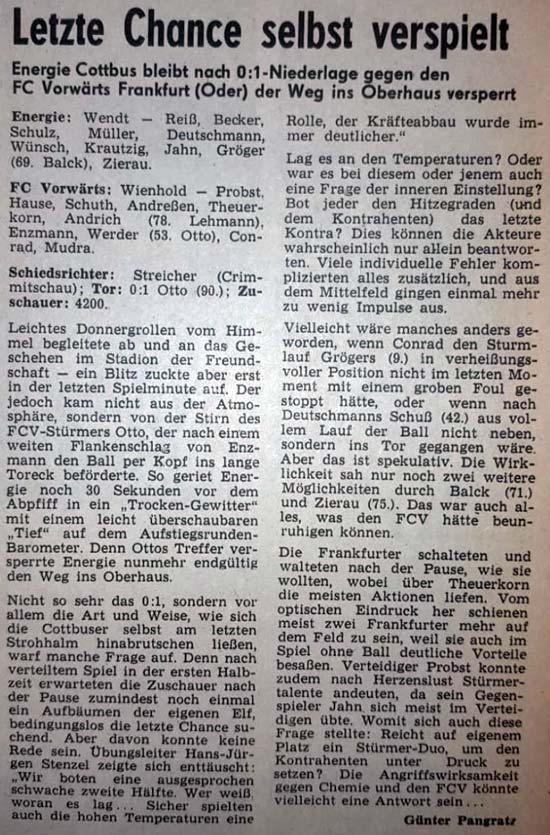 Letzte Chance selbst verspielt
Energie Cottbus bleibt nach 0:1-Niederlage gegen den
FC Vorwärts Frankfurt (Oder) der Weg ins Oberhaus versperrt
Energie: Wendt — Reiß, Becker,
Schulz, Müller, Deutschmann,
Wünsch, Krautzig, Jahn, Gröger
(69. Balck), Zierau.
FC Vorwärts: Wienhold — Probst,
Hause, Schuth, Andreßen, Theuer-
korn, Andrich (78. Lehmann),
Enzmann, Werder (53. Otto), Con-
rad, Mudra.
Schiedsrichter: Streicher (Crim-
mitschau); Tor: 0:1 Otto (90.); Zu-
schauer: 4200.
Leichtes Donnergrollen vom Him-
mel begleitete ab und an das Ge-
schehen im Stadion der Freund-
schaft — ein Blitz zuckte aber erst
in der letzten Spielminute auf. Der
jedoch kam nicht aus der Atmo-
sphäre, sondern von der Stirn des
FCV-Stürmers Otto, der nach einem
weiten Flankenschlag von Enz-
mann den Ball per Kopf ins lange
Toreck beförderte. So geriet Ener-
gie noch 30 Sekunden vor dem
Abpfiff in ein „Trocken-Gewitter"
mit einem leicht überschaubaren
„Tief" auf dem Aufstiegsrunden-
Barometer. Denn Ottos Treffer ver-
sperrte Energie nunmehr endgültig
den Weg ins Oberhaus.
Nicht so sehr das 0:1, sondern vor
allem die Art und Weise, wie sich
die Cottbuser selbst am letzten
Strohhalm hinabrutschen ließen,
warf manche Frage auf. Denn nach
verteiltem Spiel in der ersten Halb-
zeit erwarteten die Zuschauer nach
der Pause zumindest noch einmal
ein Aufbäumen der eigenen Elf,
bedingungslos die letzte Chance su-
chend. Aber davon konnte keine
Rede sein. Übungsleiter Hans-Jür-
gen Stenzel zeigte sich enttäuscht:
„Wir boten eine ausgesprochen
schwache zweite Hälfte. Wer weiß,
woran es lag... Sicher spielten
auch die hohen Temperaturen eine
Rolle, der Kräfteabbau wurde im-
mer deutlicher."
Lag es an den Temperaturen? Oder
war es bei diesem oder jenem auch
eine Frage der inneren Einstellung?
Bot jeder den Hitzegraden (und
dem Kontrahenten) das letzte
Kontra? Dies können die Akteure
wahrscheinlich nur allein beantwor-
ten. Viele individuelle Fehler kom-
plizierten alles zusätzlich, und aus
dem Mittelfeld gingen einmal mehr
zu wenig Impulse aus.
Vielleicht wäre manches anders ge-
worden, wenn Conrad den Sturm-
lauf Grögers (9.) in verheißungs-
voller Position nicht im letzten Mo-
ment mit einem groben Foul ge-
stoppt hätte, oder wenn nach
Deutschmanns Schuß (42.) aus vol-
lem Lauf der Ball nicht neben,
sondern ins Tor gegangen wäre.
Aber das ist spekulativ. Die Wirk-
lichkeit sah nur noch zwei weitere
Möglichkeiten durch Balck (71.)
und Zierau (75.). Das war auch al-
les, was den FCV hätte beun-
ruhigen können.
Die Frankfurter schalteten und
walteten nach der Pause, wie sie
wollten, wobei über Theuerkorn
die meisten Aktionen liefen. Vom
optischen Eindruck her schienen
meist zwei Frankfurter mehr auf
dem Feld zu sein, weil sie auch im
Spiel ohne Ball deutliche Vorteile
besaßen. Verteidiger Probst konnte
zudem nach Herzenslust Stürmer-
talente andeuten, da sein Gegen-
spieler Jahn sich meist im Vertei-
digen übte. Womit sich auch diese
Frage stellte: Reicht auf eigenem
Platz ein Stürmer-Duo, um den
Kontrahenten unter Druck zu
setzen? Die Angriffswirksamkeit
gegen Chemie und den FCV könnte
vielleicht eine Antwort sein...
Günter Pangratz